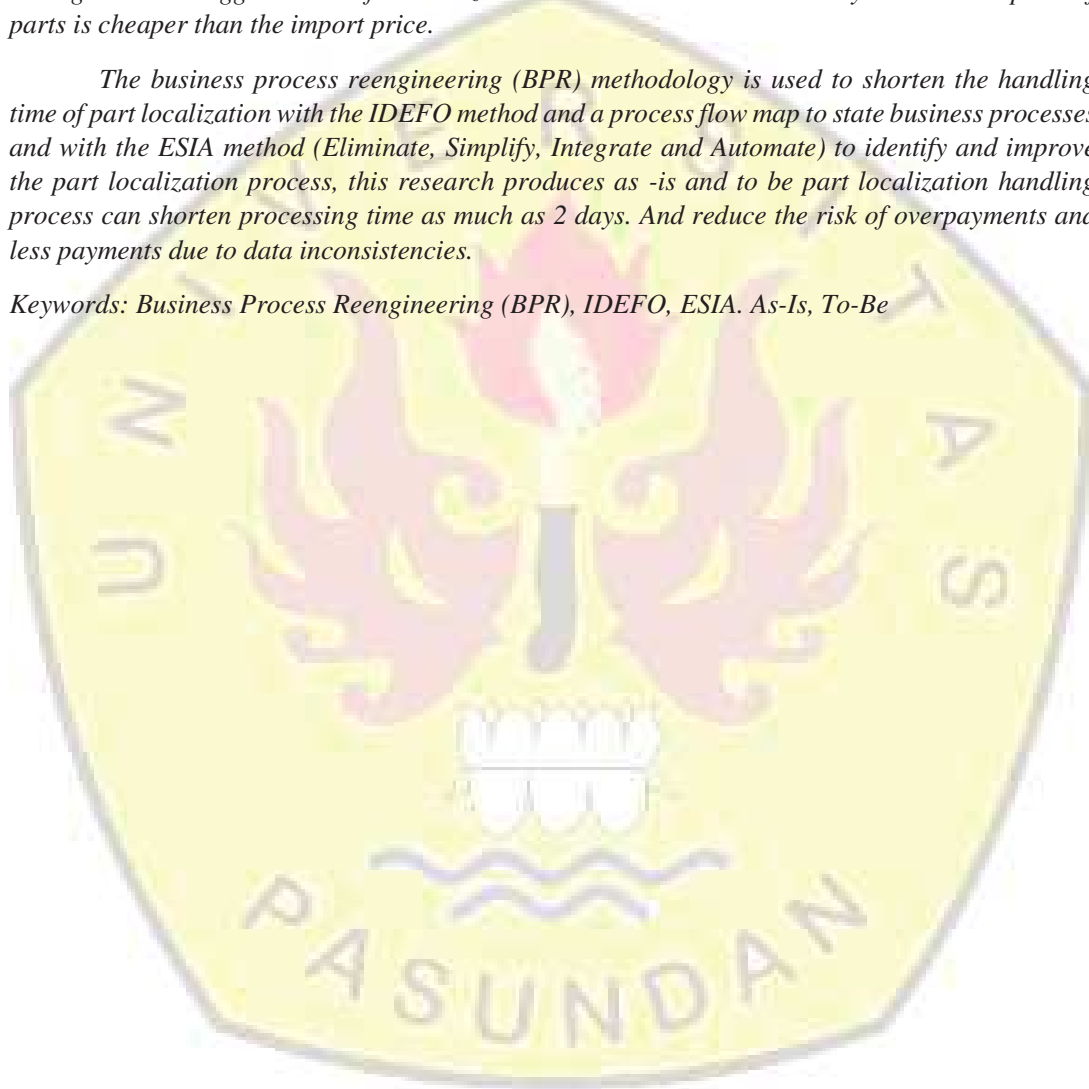 parts is cheaper than the import price.
The business process reengineering (BPR) methodology is used to shorten the handling
time of part localization with the IDEFO method and a process flow map to state business processes
and with the ESIA method (Eliminate, Simplify, Integrate and Automate) to identify and improve
the part localization process, this research produces as -is and to be part localization handling
process can shorten processing time as much as 2 days. And reduce the risk of overpayments and
less payments due to data inconsistencies.
Keywords: Business Process Reengineering (BPR), IDEFO, ESIA. As-Is, To-Be
UNIVERSITAS
PASUNDAN